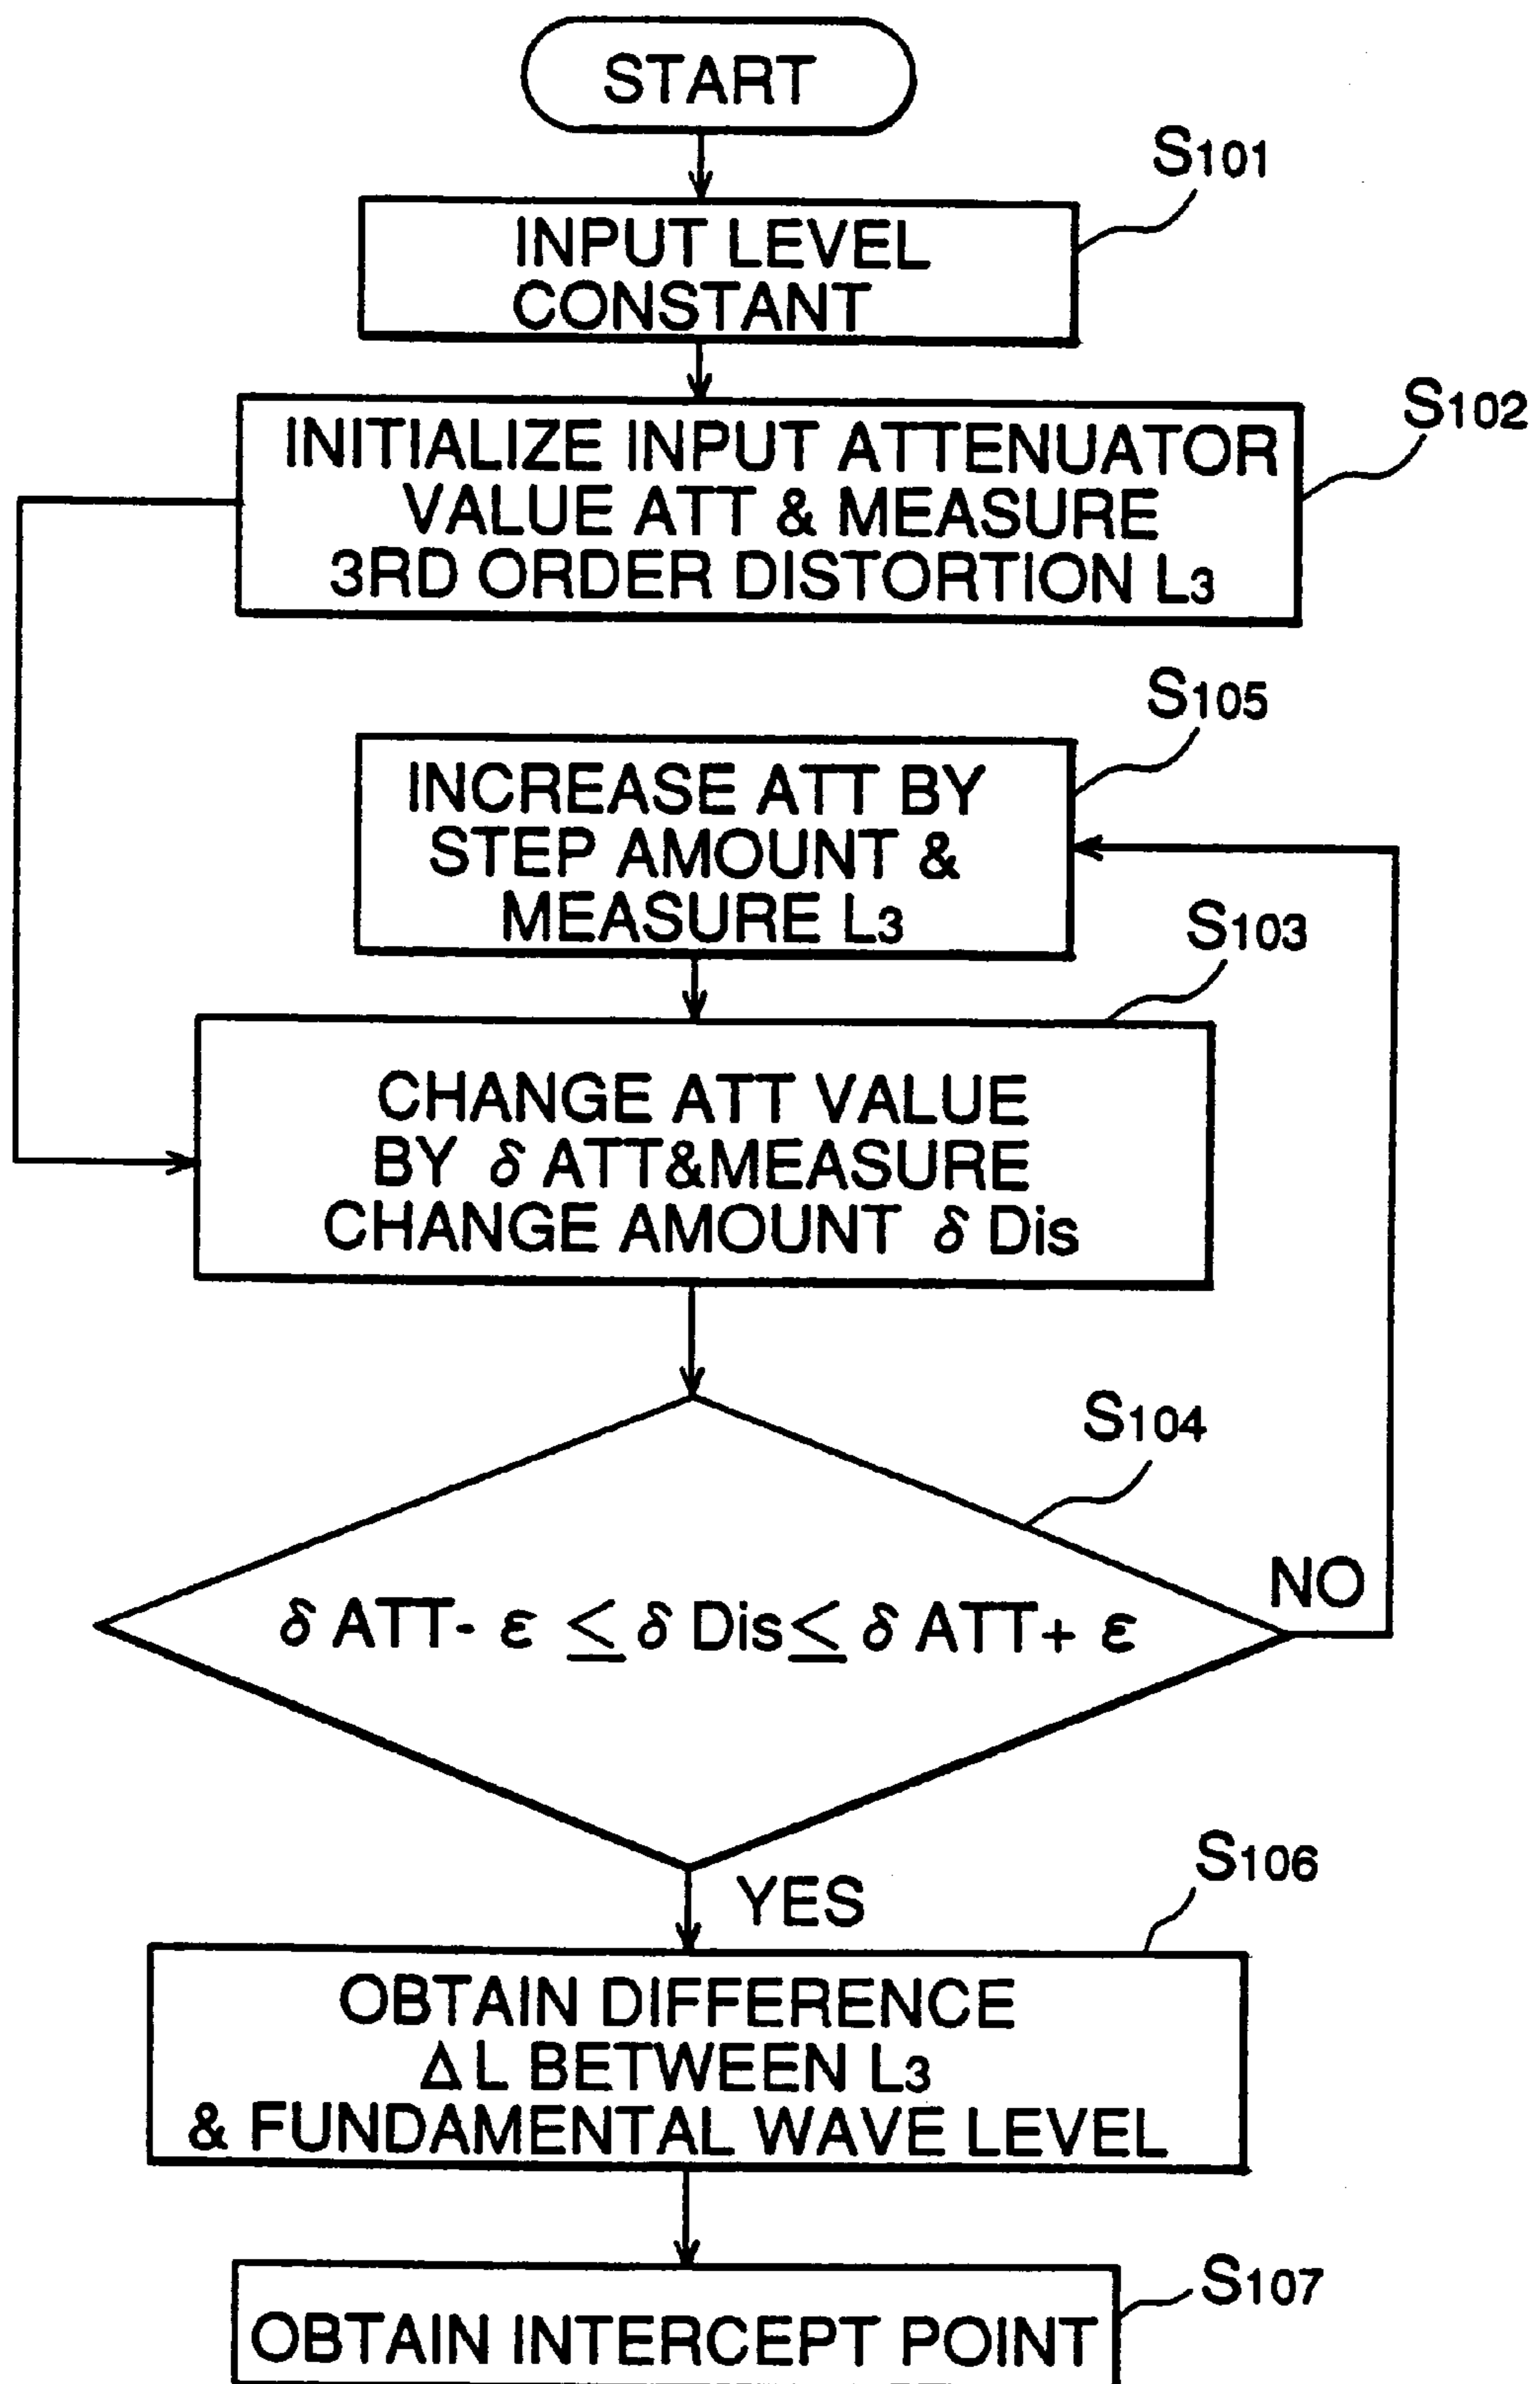 START
S101
INPUT LEVEL
CONSTANT
S102
INITIALIZE INPUT ATTENUATOR
VALUE ATT & MEASURE
3RD ORDER DISTORTION L3
S105
INCREASE ATT BY
STEP AMOUNT &
MEASURE L3
S103
CHANGE ATT VALUE
BY δ ATT&MEASURE
CHANGE AMOUNT δ Dis
S104
δ ATT- ε ≤ δ Dis ≤ δ ATT+ ε
NO
YES
S106
OBTAIN DIFFERENCE
Δ L BETWEEN L3
& FUNDAMENTAL WAVE LEVEL
S107
OBTAIN INTERCEPT POINT